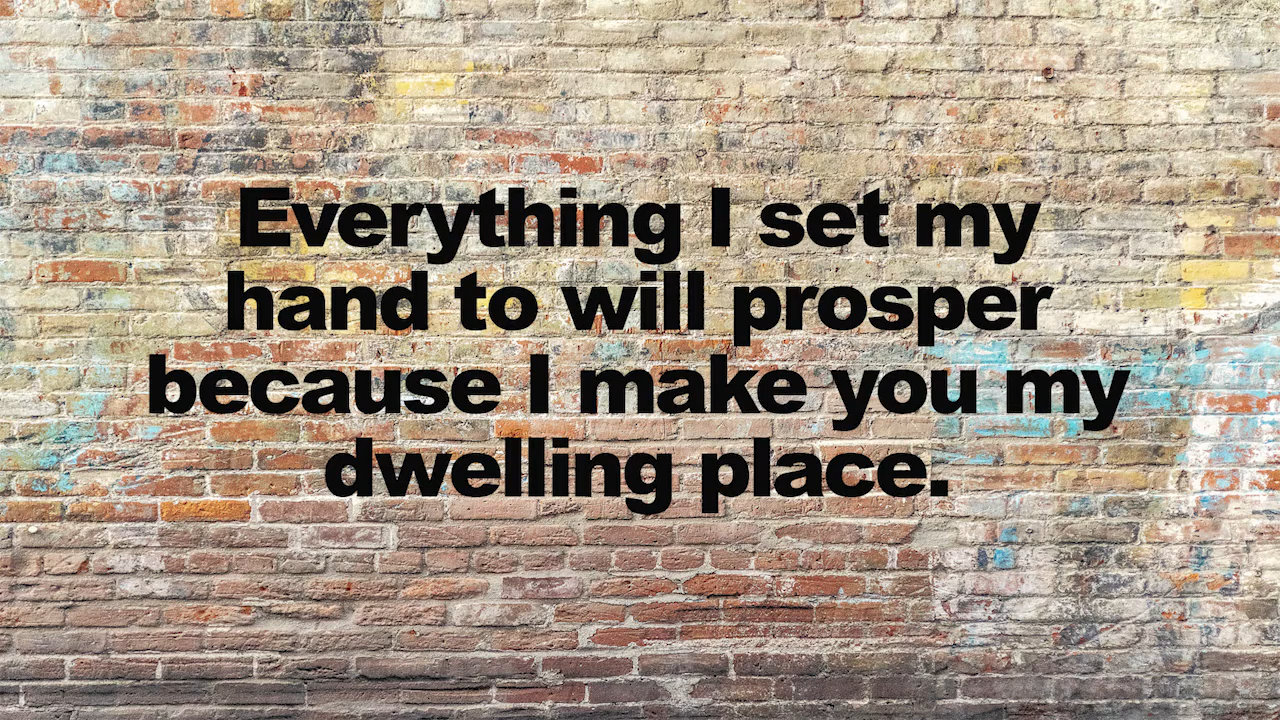 Everything I set my
hand to will prosper
because I make you my
dwelling place.